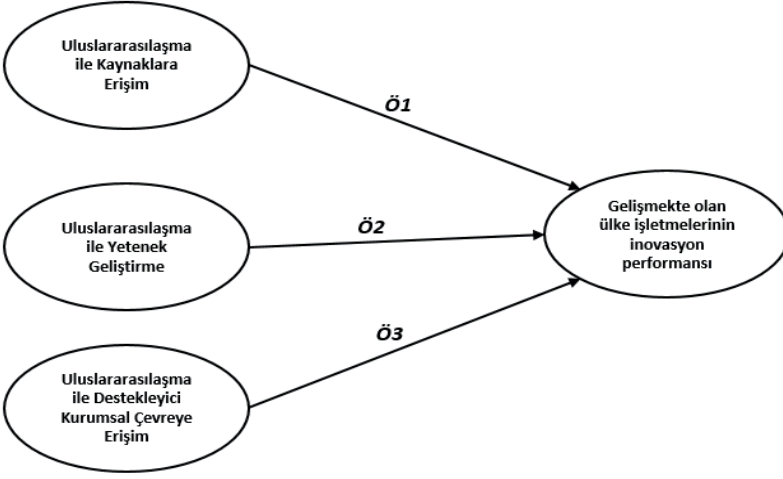 Uluslararasılaşma
ile Kaynaklara
Erişim
Ö1
Uluslararasılaşma
ile Yetenek
Geliştirme
Ö2
Gelişmekte olan
ülke işletmelerinin
inovasyon
performansı
Ö3
Uluslararasılaşma
ile Destekleyici
Kurumsal Çevreye
Erişim